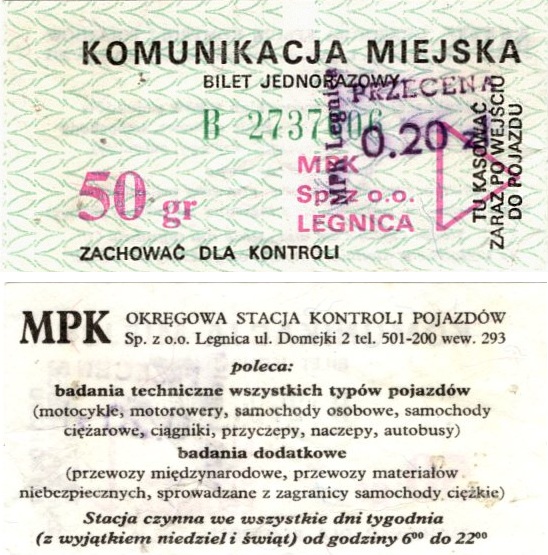 KOMUNIKACJA MIEJSKA
BILET JEDNORAZOWY
PRZECENA
0.20
MPK Legnica
B 2737606
50 gr
MPK
Sp. z o.o.
LEGNICA
TU KASOWAĆ
ZARAZ PO WEJŚCIU
DO POJAZDU
ZACHOWAĆ DLA KONTROLI
MPK OKRĘGOWA STACJA KONTROLI POJAZDÓW
Sp. z o.o. Legnica ul. Domejki 2 tel. 501-200 wew. 293
poleca:
badania techniczne wszystkich typów pojazdów
(motocykle, motorowery, samochody osobowe, samochody
ciężarowe, ciągniki, przyczepy, naczepy, autobusy)
badania dodatkowe
(przewozy międzynarodowe, przewozy materiałów
niebezpiecznych, sprowadzane z zagranicy samochody ciężkie)
Stacja czynna we wszystkie dni tygodnia
(z wyjątkiem niedziel i świąt) od godziny 6⁰⁰ do 22⁰⁰